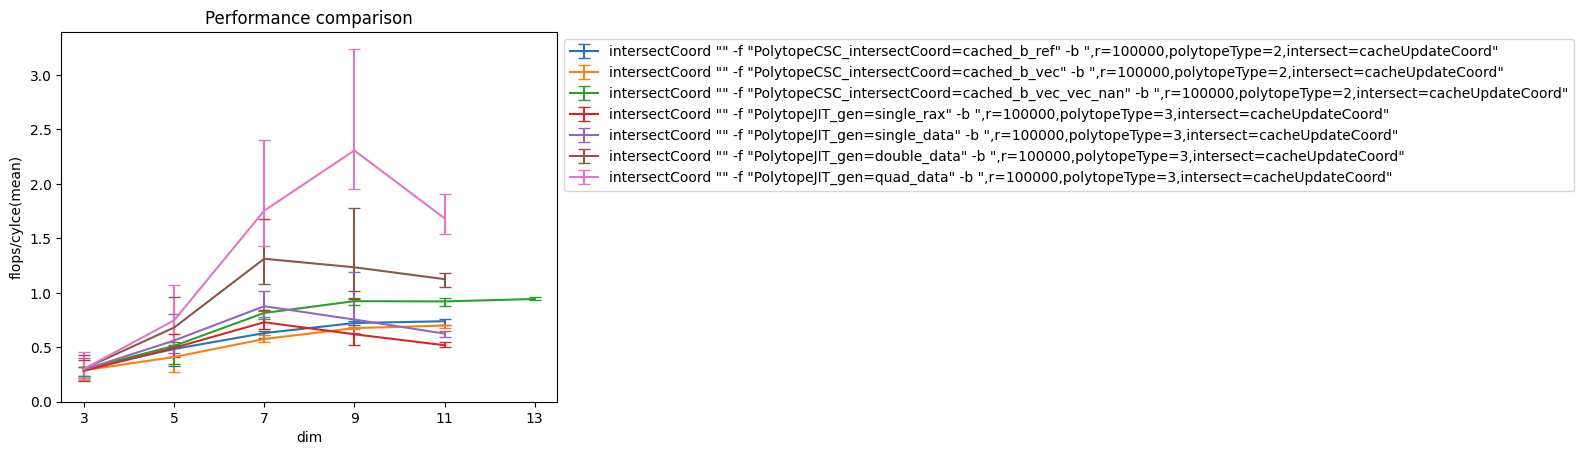 Performance comparison
flops/cylce(mean)
3.0
2.5
2.0
1.5
1.0
0.5
0.0
3 5 7 9 11 13
dim
intersectCoord "" -f "PolytopeCSC_intersectCoord=cached_b_ref" -b ",r=100000,polytopeType=2,intersect=cacheUpdateCoord"
intersectCoord "" -f "PolytopeCSC_intersectCoord=cached_b_vec" -b ",r=100000,polytopeType=2,intersect=cacheUpdateCoord"
intersectCoord "" -f "PolytopeCSC_intersectCoord=cached_b_vec_vec_nan" -b ",r=100000,polytopeType=2,intersect=cacheUpdateCoord"
intersectCoord "" -f "PolytopeJIT_gen=single_rax" -b ",r=100000,polytopeType=3,intersect=cacheUpdateCoord"
intersectCoord "" -f "PolytopeJIT_gen=single_data" -b ",r=100000,polytopeType=3,intersect=cacheUpdateCoord"
intersectCoord "" -f "PolytopeJIT_gen=double_data" -b ",r=100000,polytopeType=3,intersect=cacheUpdateCoord"
intersectCoord "" -f "PolytopeJIT_gen=quad_data" -b ",r=100000,polytopeType=3,intersect=cacheUpdateCoord"